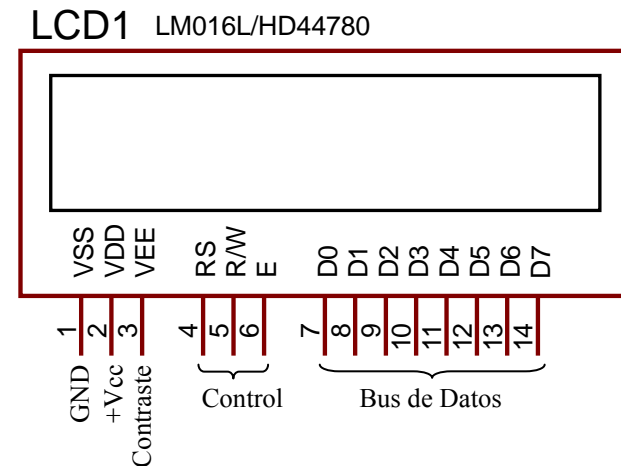 LCD1 LM016L/HD44780
VSS VDD VEE RS R/W E D0 D1 D2 D3 D4 D5 D6 D7
1 2 3 4 5 6 7 8 9 10 11 12 13 14
GND +Vcc Contraste Control Bus de Datos